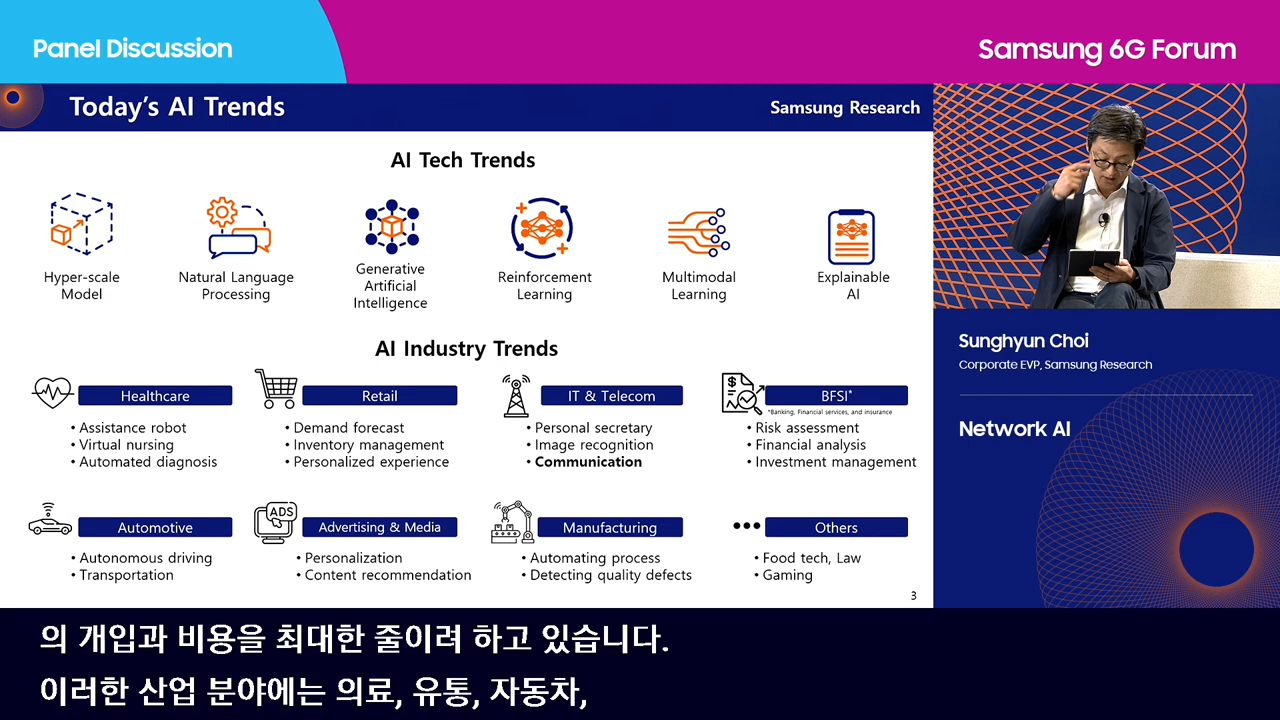 Panel Discussion
Samsung 6G Forum
Today's AI Trends
Samsung Research
AI Tech Trends
Hyper-scale
Model
Natural Language
Processing
Generative
Artificial
Intelligence
Reinforcement
Learning
Multimodal
Learning
Explainable
AI
AI Industry Trends
Healthcare
• Assistance robot
• Virtual nursing
• Automated diagnosis
Retail
• Demand forecast
• Inventory management
• Personalized experience
IT & Telecom
• Personal secretary
• Image recognition
• Communication
BFSI*
*Banking, Financial services, and insurance
• Risk assessment
• Financial analysis
• Investment management
Automotive
• Autonomous driving
• Transportation
ADS
Advertising & Media
• Personalization
• Content recommendation
Manufacturing
• Automating process
• Detecting quality defects
Others
• Food tech, Law
• Gaming
3
Sunghyun Choi
Corporate EVP, Samsung Research
Network AI
의 개입과 비용을 최대한 줄이려 하고 있습니다.
이러한 산업 분야에는 의료, 유통, 자동차,